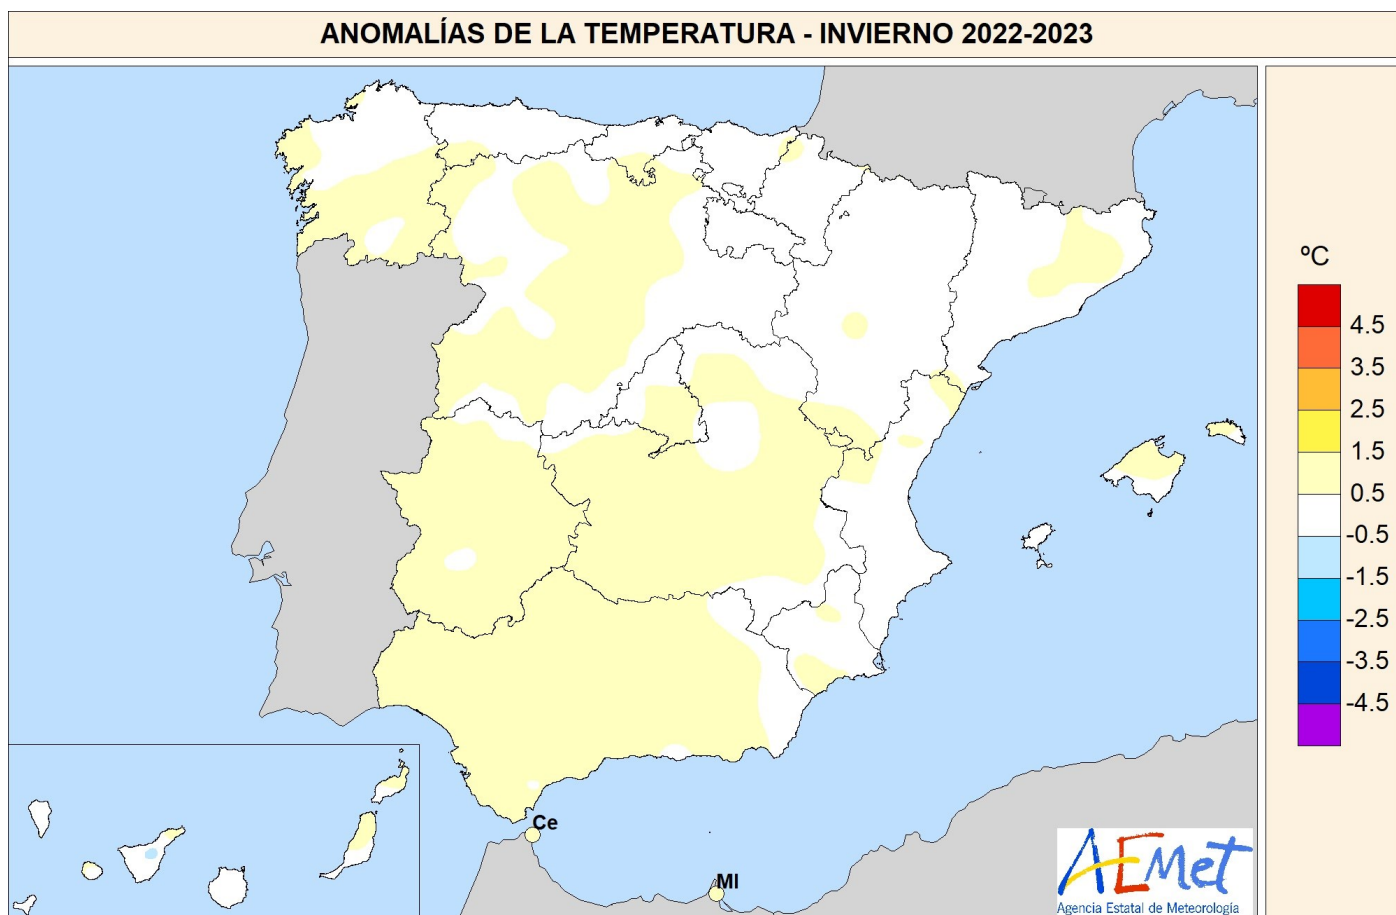 ANOMALÍAS DE LA TEMPERATURA - INVIERNO 2022-2023
ºC
4.5
3.5
2.5
1.5
0.5
-0.5
-1.5
-2.5
-3.5
-4.5
Ce
Ml
AEMet
Agencia Estatal de Meteorología